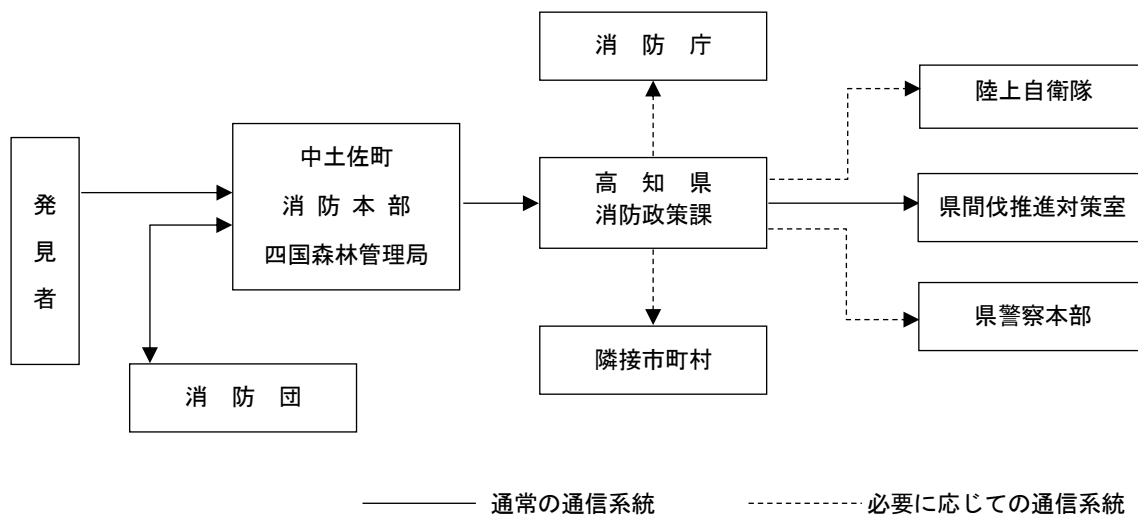 消 防 庁
陸上自衛隊
発見者
中土佐町
消 防 本 部
四国森林管理局
高 知 県
消防政策課
県間伐推進対策室
県警察本部
隣接市町村
消 防 団
通常の通信系統
必要に応じての通信系統